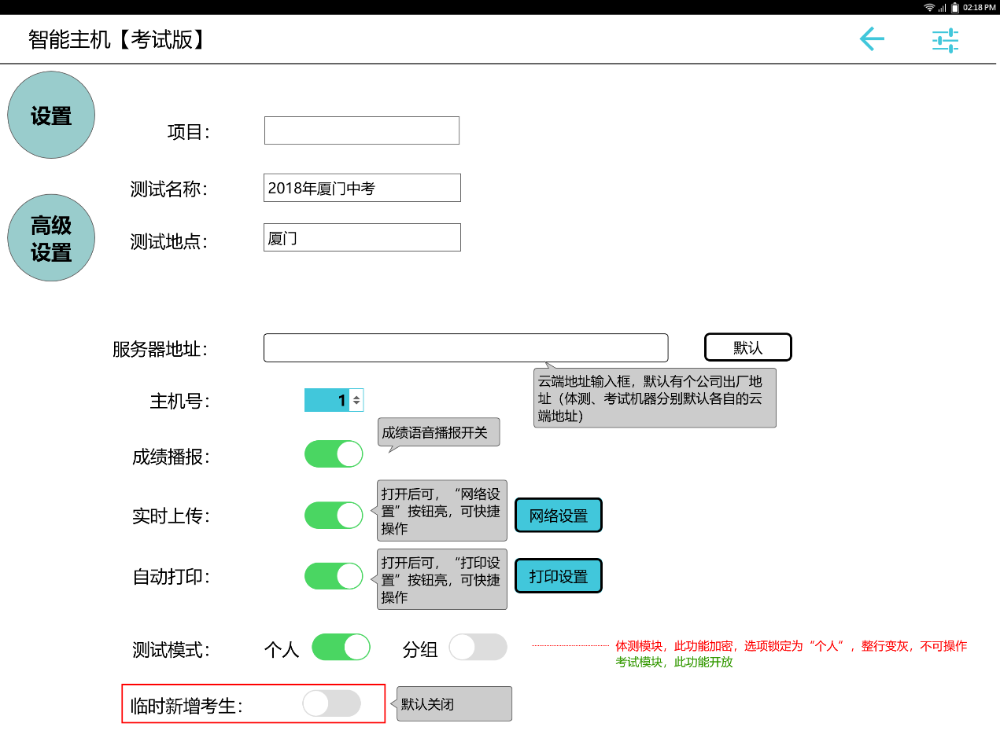 02:18 PM
智能主机【考试版】
设置
项目：
测试名称：
2018年厦门中考
高级
设置
测试地点：
厦门
服务器地址：
默认
云端地址输入框，默认有个公司出厂地
址（体测、考试机器分别默认各自的云
端地址）
主机号：
1
成绩语音播报开关
成绩播报：
打开后可，“网络设
置”按钮亮，可快捷
操作
实时上传：
网络设置
打开后可，“打印设
置”按钮亮，可快捷
操作
自动打印：
打印设置
测试模式：
个人
分组
体测模块，此功能加密，选项锁定为“个人”，整行变灰，不可操作
考试模块，此功能开放
临时新增考生：
默认关闭